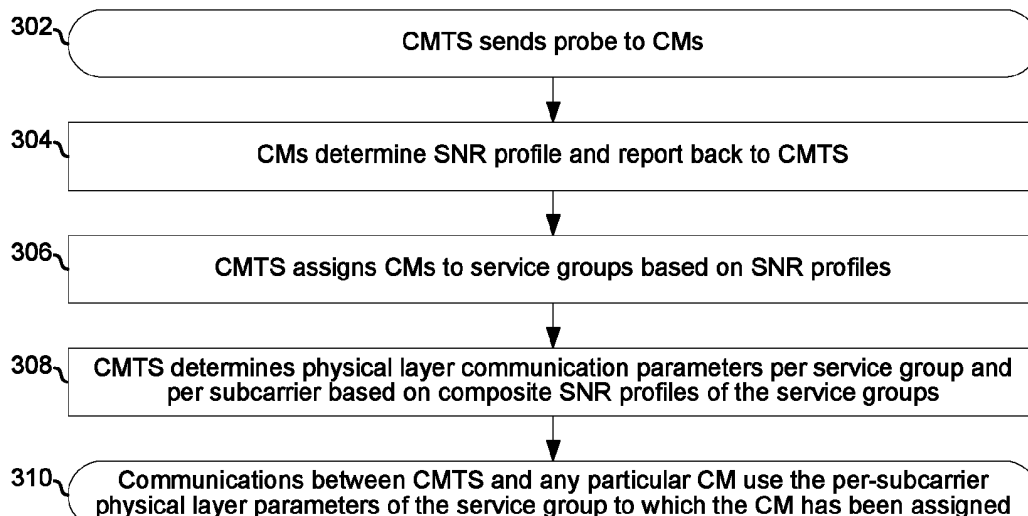 302
CMTS sends probe to CMs
304
CMs determine SNR profile and report back to CMTS
306
CMTS assigns CMs to service groups based on SNR profiles
308
CMTS determines physical layer communication parameters per service group and
per subcarrier based on composite SNR profiles of the service groups
310
Communications between CMTS and any particular CM use the per-subcarrier
physical layer parameters of the service group to which the CM has been assigned